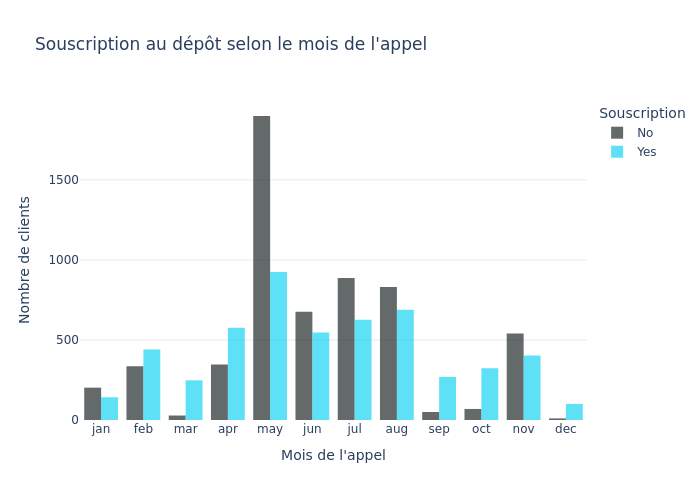 Souscription au dépôt selon le mois de l'appel
Souscription
No
Yes
Nombre de clients
1500
1000
500
0
jan feb mar apr may jun jul aug sep oct nov dec
Mois de l'appel